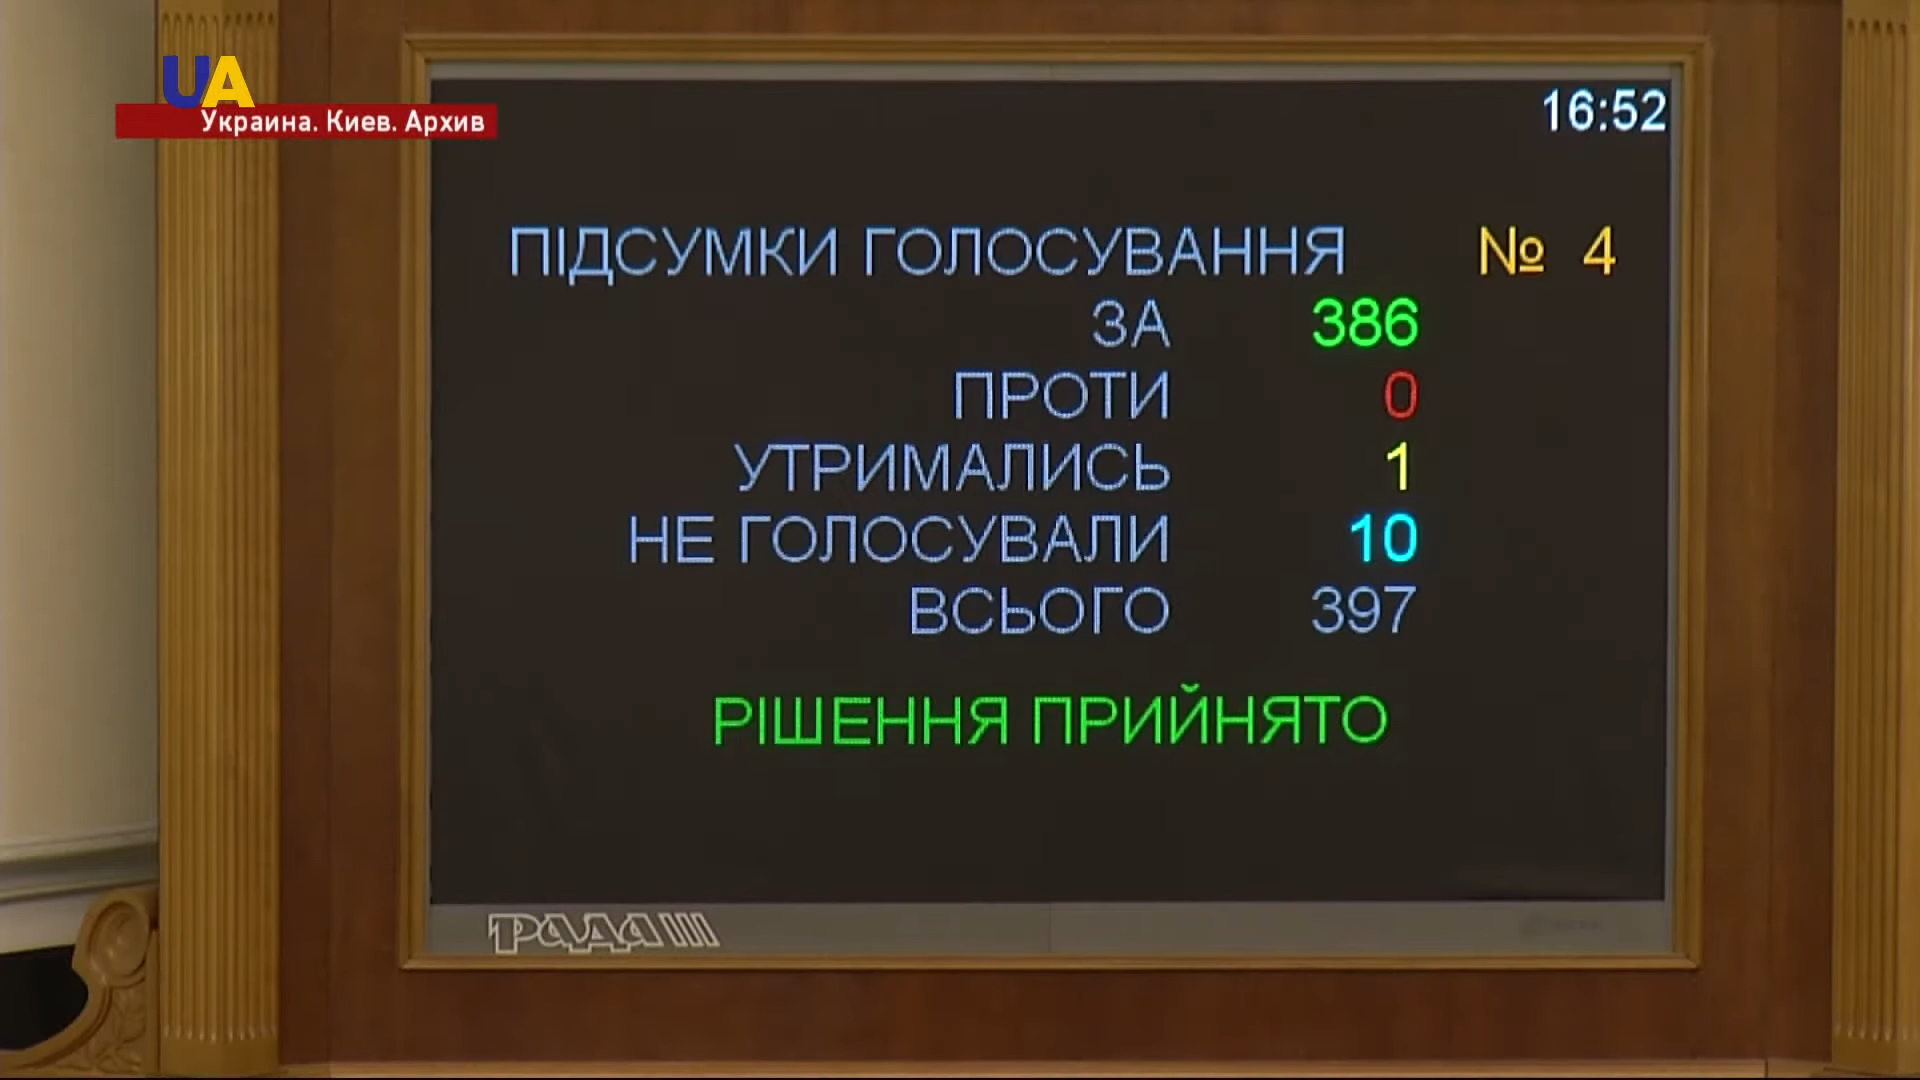 UA
Украина. Киев. Архив
16:52
ПІДСУМКИ ГОЛОСУВАННЯ № 4
ЗА 386
ПРОТИ 0
УТРИМАЛИСЬ 1
НЕ ГОЛОСУВАЛИ 10
ВСЬОГО 397
РІШЕННЯ ПРИЙНЯТО
РАДА III